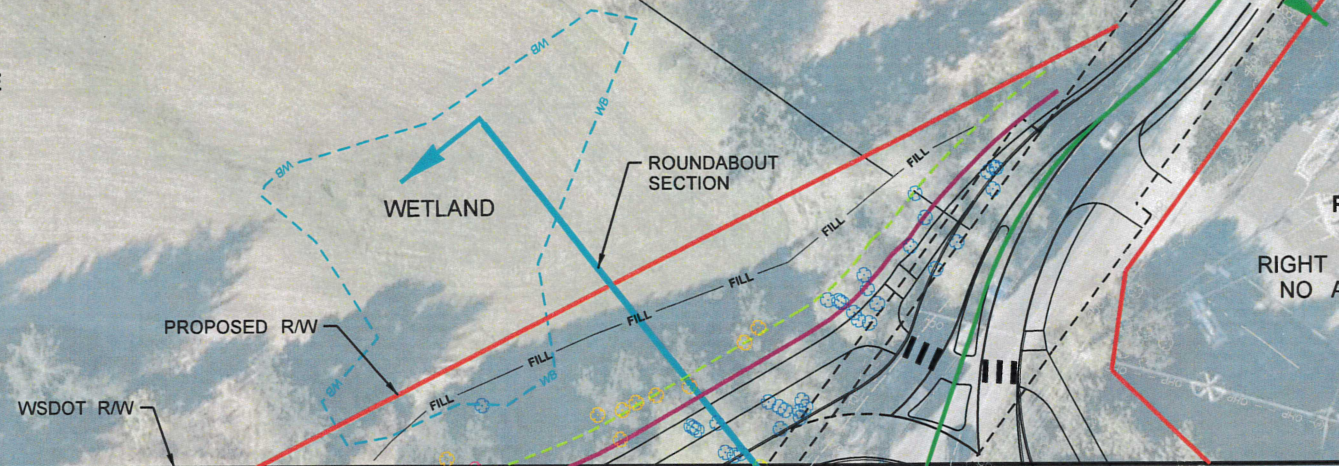 WB
WB
WB
ROUNDABOUT
SECTION
FILL
WETLAND
FILL
FILL
RIGHT
NO A
FILL
PROPOSED R/W
FILL
WB
WB
FILL
WSDOT R/W